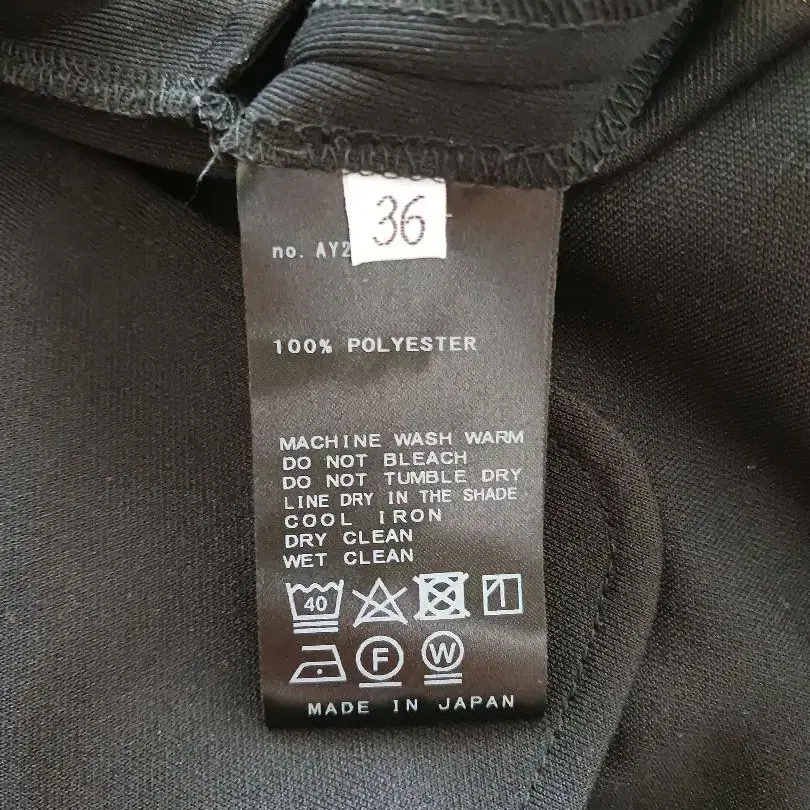 36
no. AY2
100% POLYESTER
MACHINE WASH WARM
DO NOT BLEACH
DO NOT TUMBLE DRY
LINE DRY IN THE SHADE
COOL IRON
DRY CLEAN
WET CLEAN
40
F W
MADE IN JAPAN